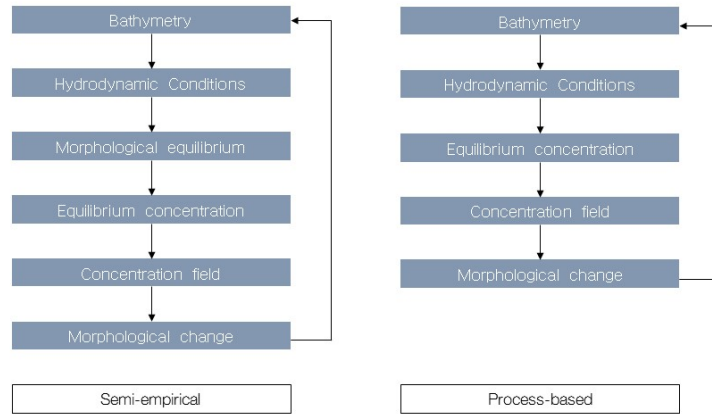 Bathymetry
Hydrodynamic Conditions
Morphological equilibrium
Equilibrium concentration
Concentration field
Morphological change
Semi-empirical
Bathymetry
Hydrodynamic Conditions
Equilibrium concentration
Concentration field
Morphological change
Process-based